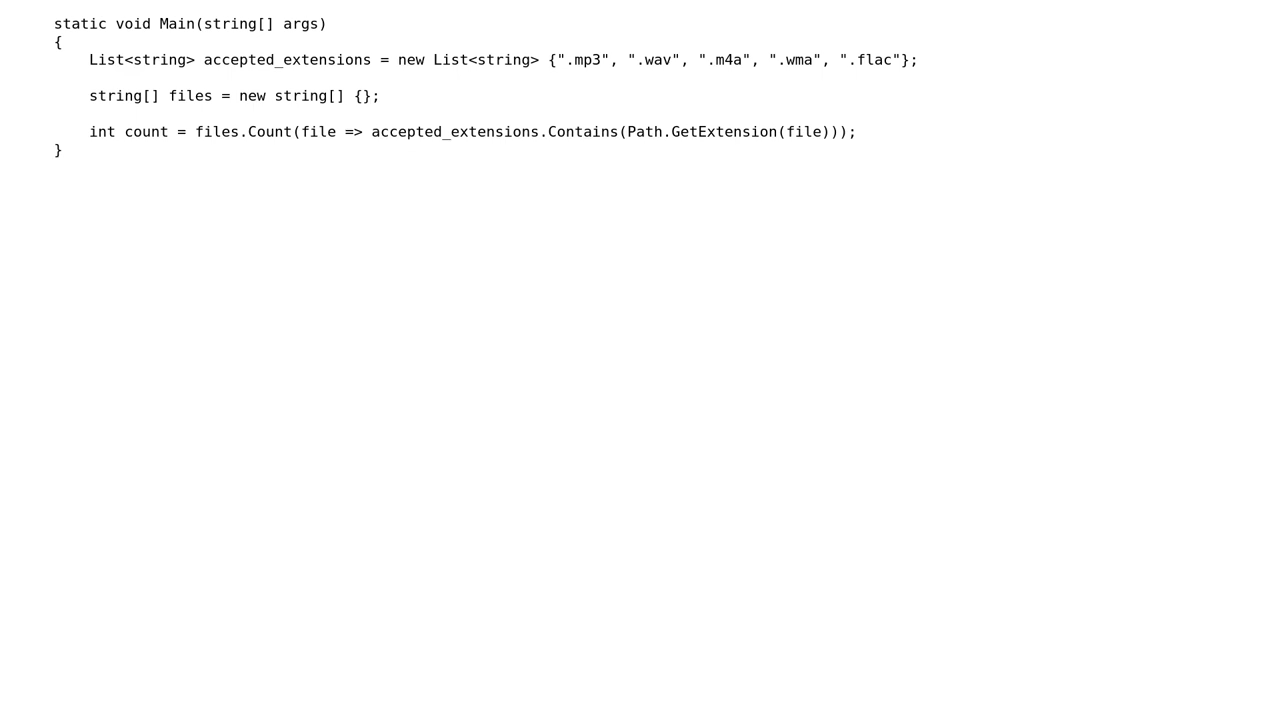 static void Main(string[] args)
{
    List<string> accepted_extensions = new List<string> {".mp3", ".wav", ".m4a", ".wma", ".flac"};
    string[] files = new string[] {};
    int count = files.Count(file => accepted_extensions.Contains(Path.GetExtension(file)));
}